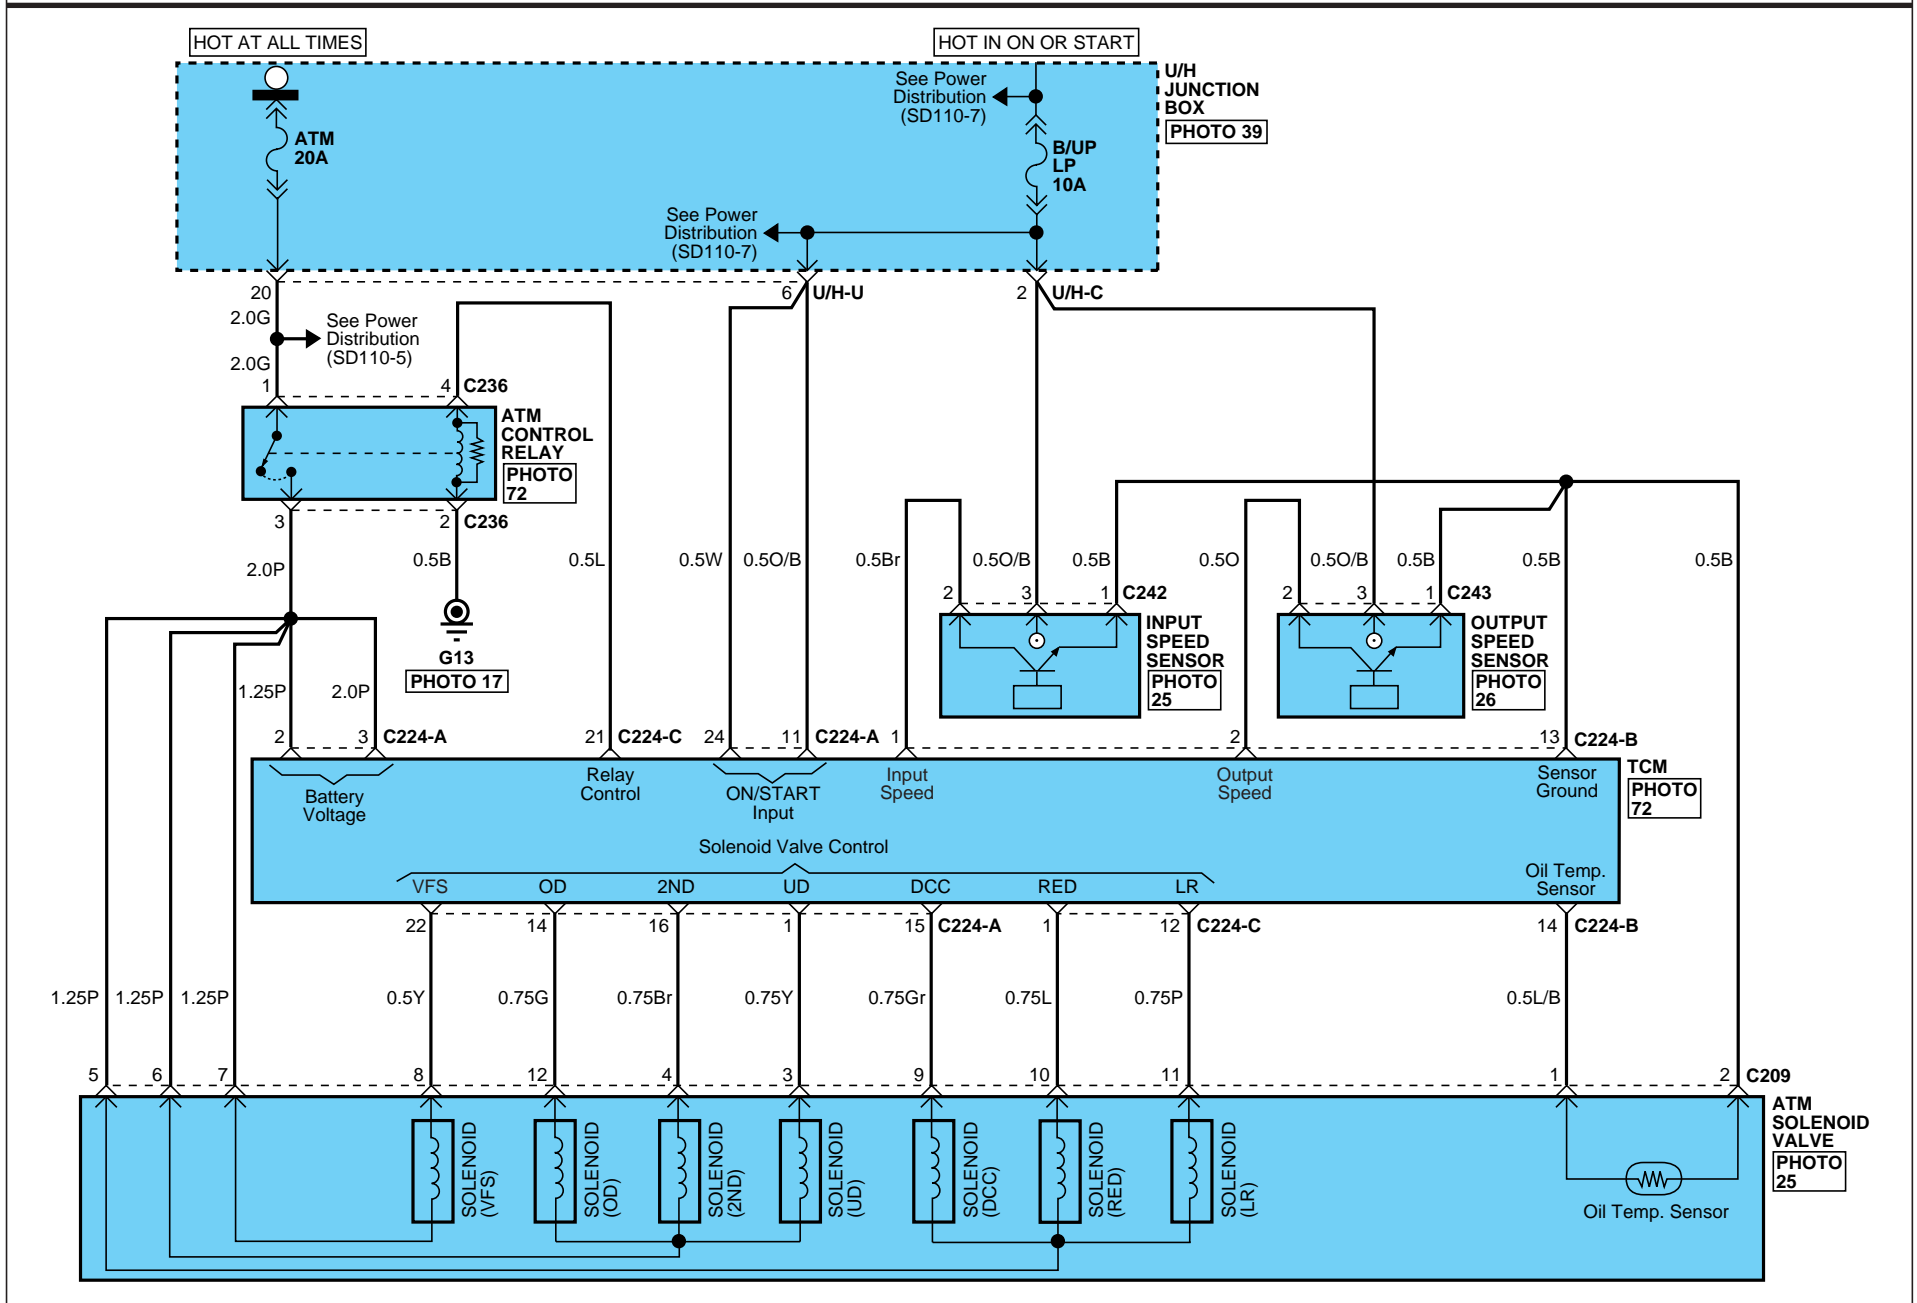 HOT AT ALL TIMES
HOT IN ON OR START
U/H
JUNCTION
BOX
PHOTO 39
See Power
Distribution
(SD110-7)
ATM
20A
B/UP
LP
10A
See Power
Distribution
(SD110-7)
20
6
U/H-U
2
U/H-C
2.0G
See Power
Distribution
(SD110-5)
2.0G
1
4
C236
ATM
CONTROL
RELAY
PHOTO
72
3
2
C236
2.0P
0.5B
0.5L
0.5W
0.5O/B
0.5Br
0.5O/B
0.5B
0.5O
0.5O/B
0.5B
0.5B
0.5B
2
3
1
C242
2
3
1
C243
INPUT
SPEED
SENSOR
PHOTO
25
OUTPUT
SPEED
SENSOR
PHOTO
26
G13
PHOTO 17
1.25P
2.0P
2
3
C224-A
21
C224-C
24
11
C224-A
1
2
13
C224-B
Battery
Voltage
Relay
Control
ON/START
Input
Input
Speed
Output
Speed
Sensor
Ground
TCM
PHOTO
72
Solenoid Valve Control
VFS
OD
2ND
UD
DCC
RED
LR
Oil Temp.
Sensor
22
14
16
1
15
C224-A
1
12
C224-C
14
C224-B
1.25P
1.25P
1.25P
0.5Y
0.75G
0.75Br
0.75Y
0.75Gr
0.75L
0.75P
0.5L/B
5
6
7
8
12
4
3
9
10
11
1
2
C209
ATM
SOLENOID
VALVE
PHOTO
25
SOLENOID
(VFS)
SOLENOID
(OD)
SOLENOID
(2ND)
SOLENOID
(UD)
SOLENOID
(DCC)
SOLENOID
(RED)
SOLENOID
(LR)
Oil Temp. Sensor